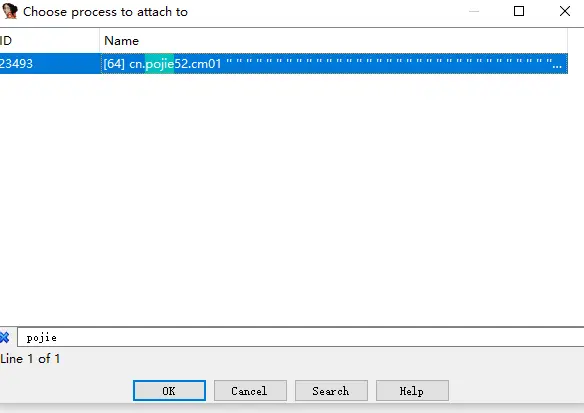 Choose process to attach to
ID Name
23493 [64] cn.pojie52.cm01 " " " " " " " " " " " " " " " " " " " " " " " " " " " " " " " " "...
pojie
Line 1 of 1
OK Cancel Search Help